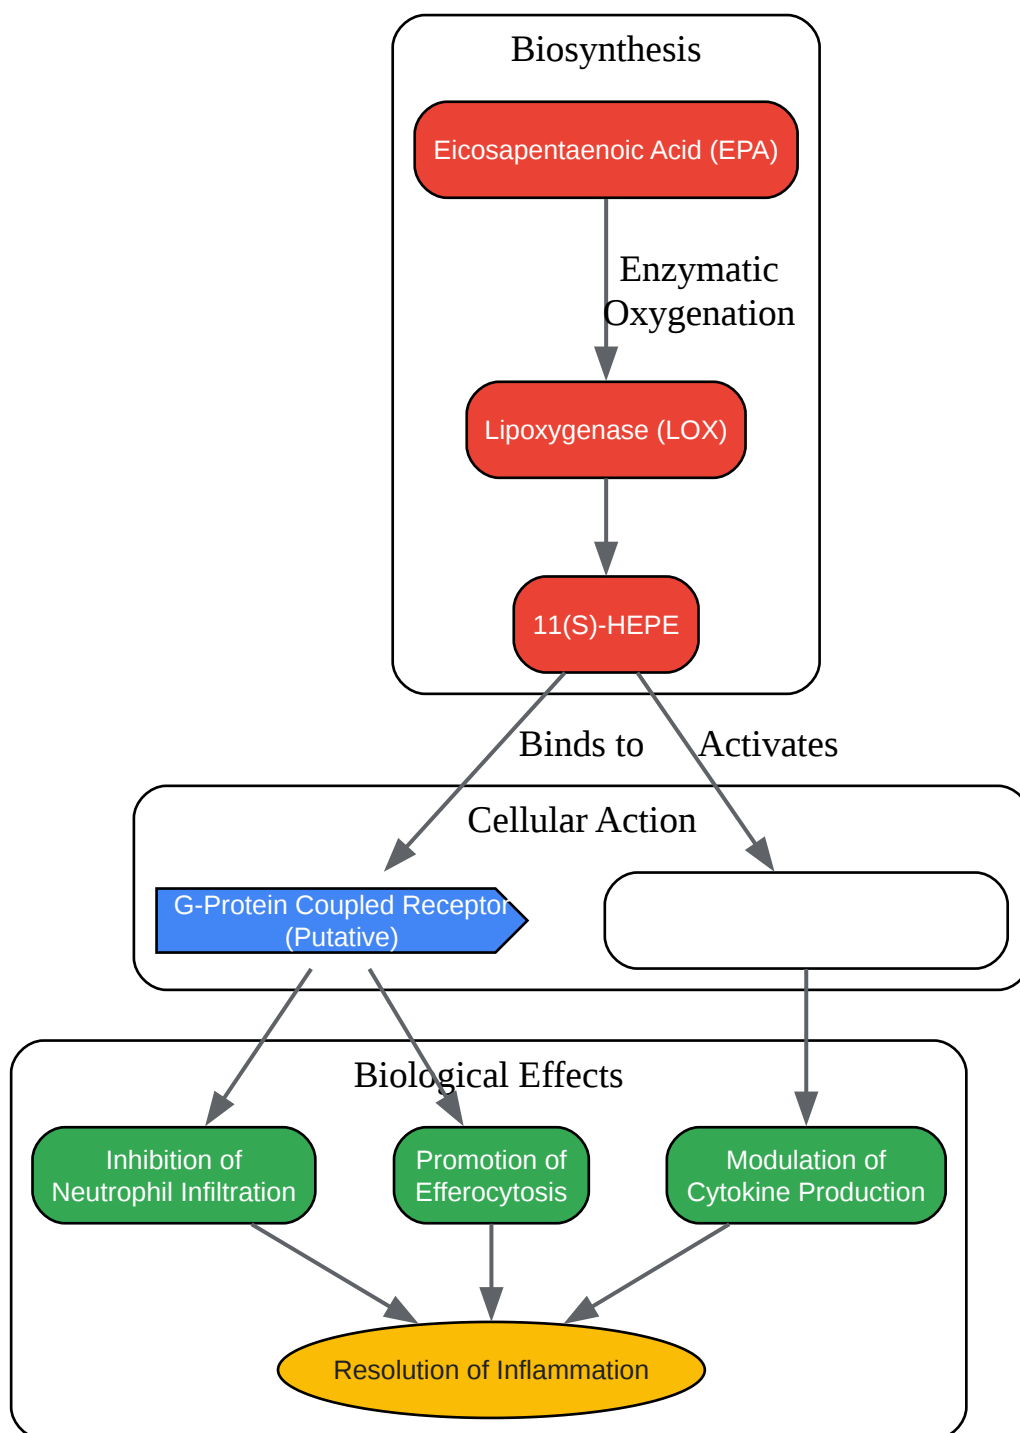 Biosynthesis
Eicosapentaenoic Acid (EPA)
Enzymatic
Oxygenation
Lipoxygenase (LOX)
11(S)-HEPE
Binds to
Activates
Cellular Action
G-Protein Coupled Receptor
(Putative)
Biological Effects
Inhibition of
Neutrophil Infiltration
Promotion of
Efferocytosis
Modulation of
Cytokine Production
Resolution of Inflammation